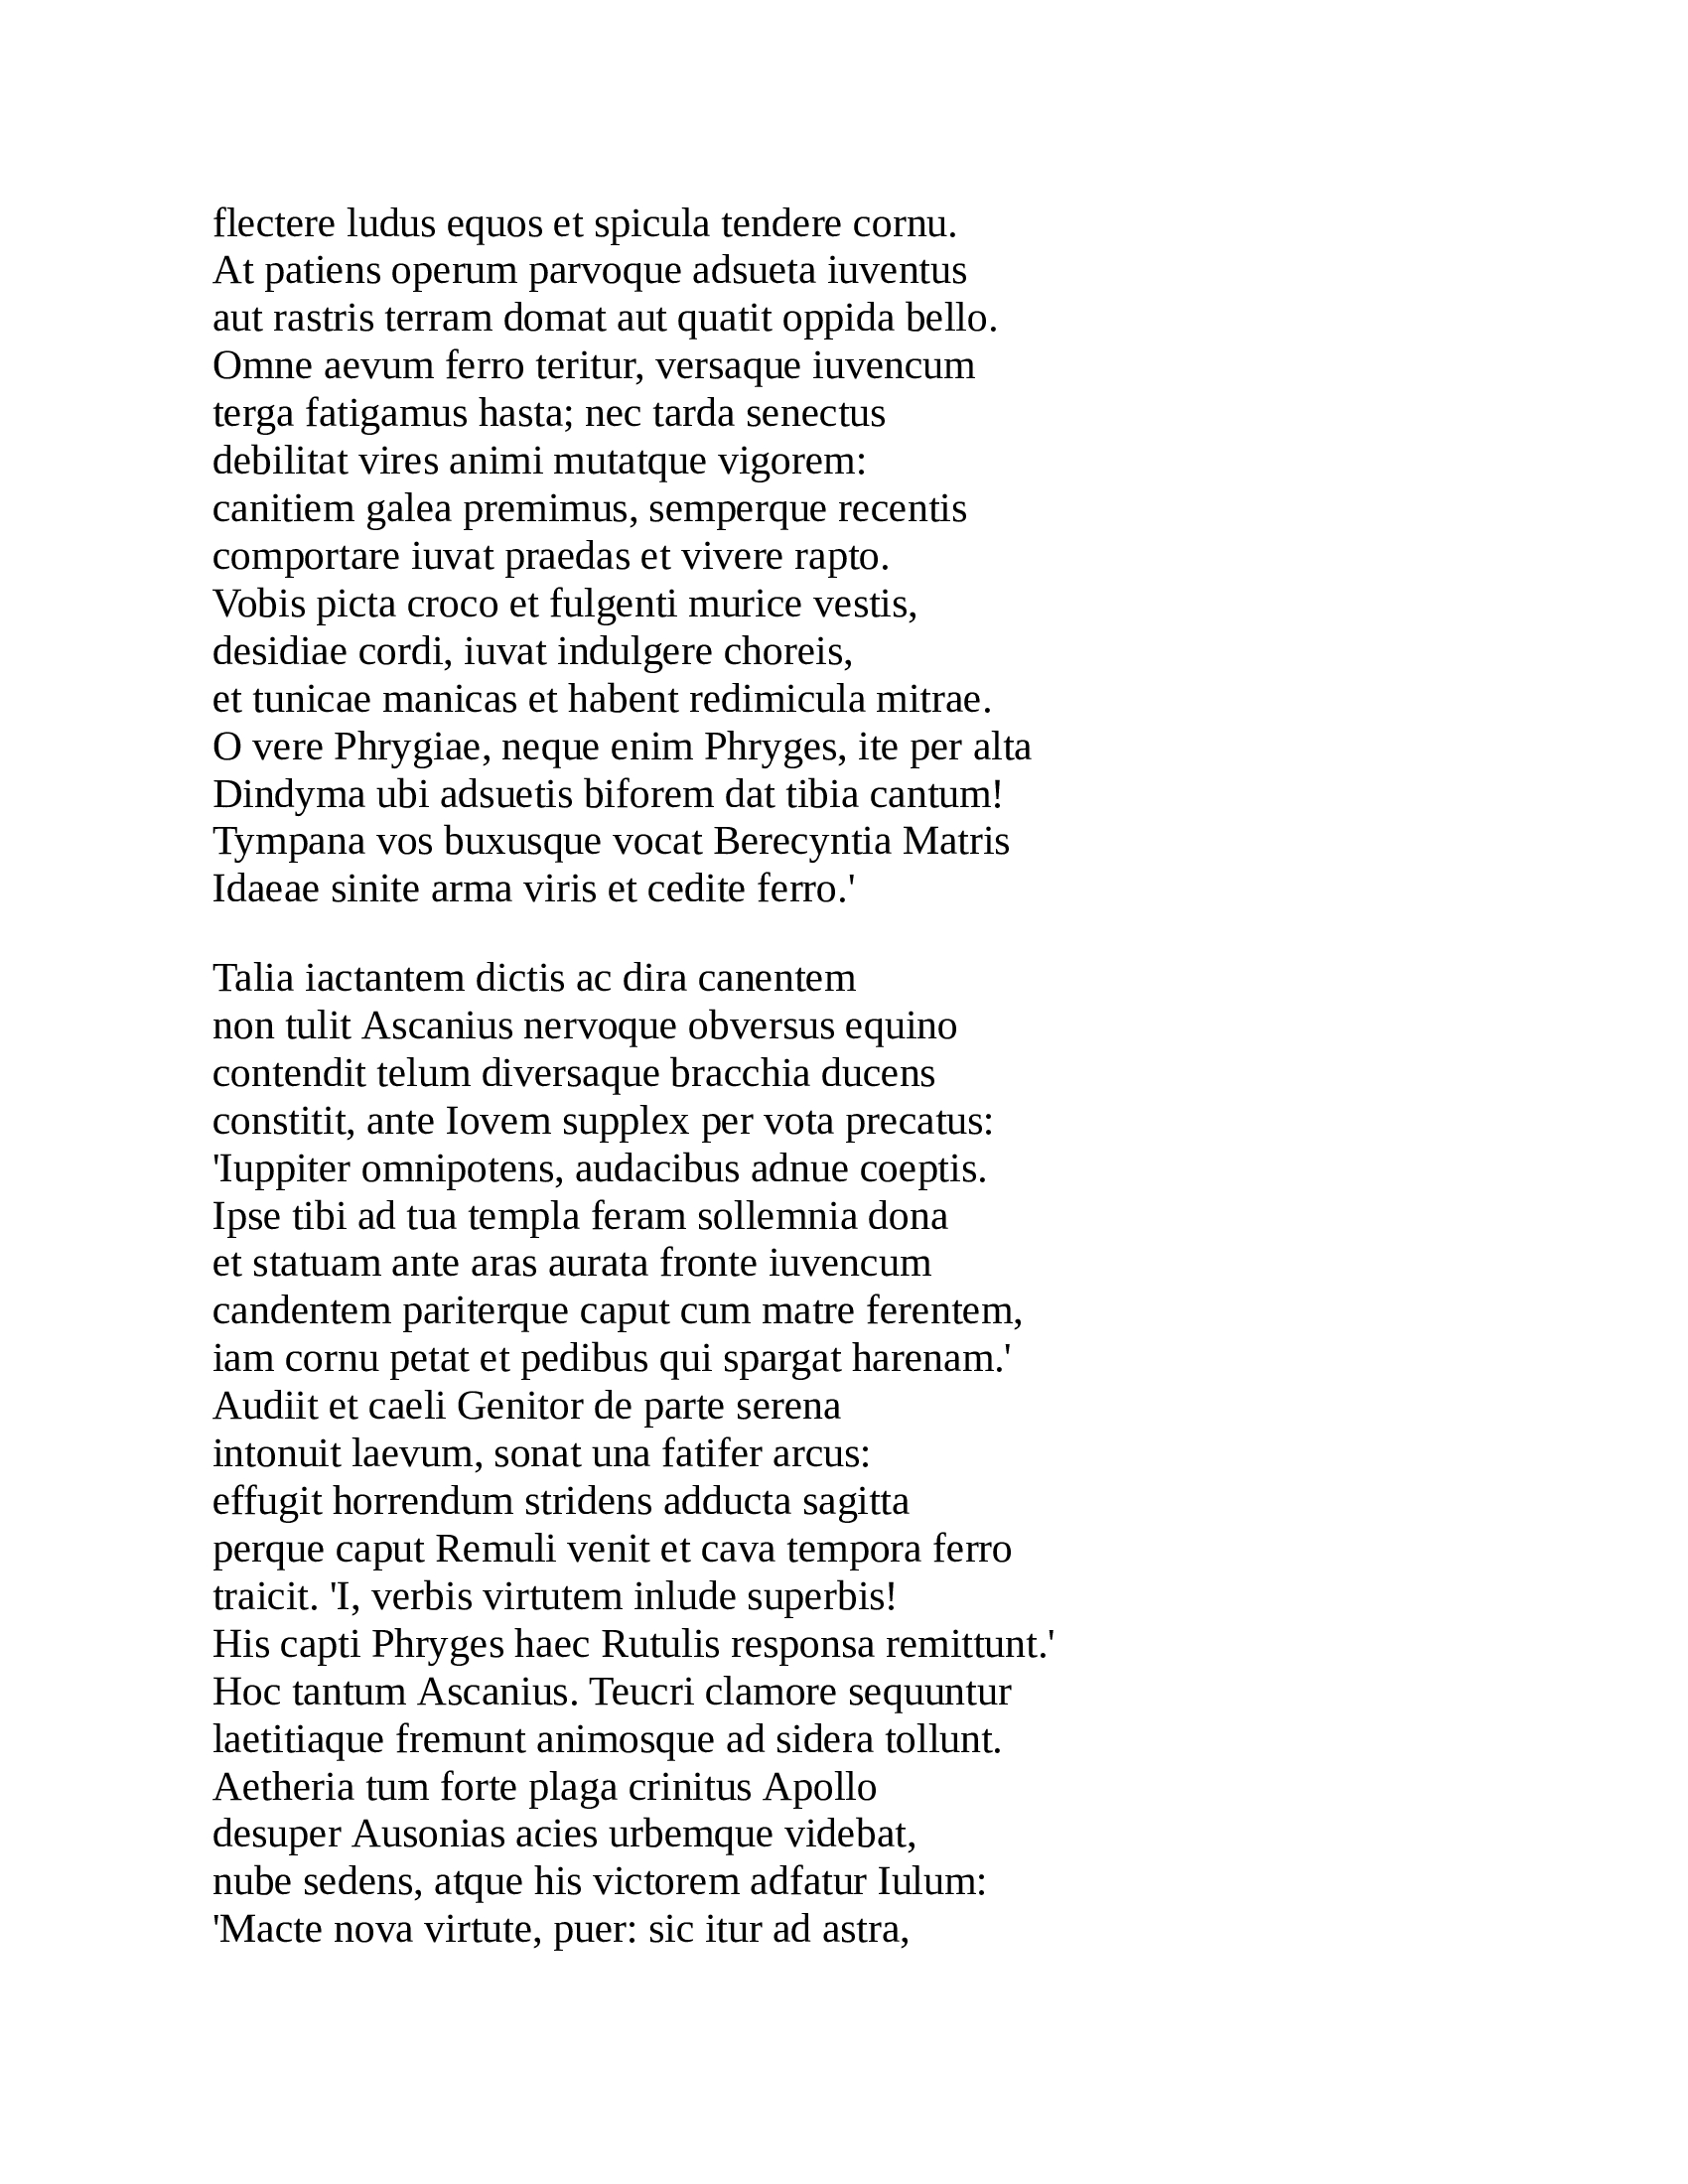 flectere ludus equos et spicula tendere cornu.
At patiens operum parvoque adsueta iuventus
aut rastris terram domat aut quatit oppida bello.
Omne aevum ferro teritur, versaque iuvencum
terga fatigamus hasta; nec tarda senectus
debilitat vires animi mutatque vigorem:
canitiem galea premimus, semperque recentis
comportare iuvat praedas et vivere rapto.
Vobis picta croco et fulgenti murice vestis,
desidiae cordi, iuvat indulgere choreis,
et tunicae manicas et habent redimicula mitrae.
O vere Phrygiae, neque enim Phryges, ite per alta
Dindyma ubi adsuetis biforem dat tibia cantum!
Tympana vos buxusque vocat Berecyntia Matris
Idaeae sinite arma viris et cedite ferro.'

Talia iactantem dictis ac dira canentem
non tulit Ascanius nervoque obversus equino
contendit telum diversaque bracchia ducens
constitit, ante Iovem supplex per vota precatus:
'Iuppiter omnipotens, audacibus adnue coeptis.
Ipse tibi ad tua templa feram sollemnia dona
et statuam ante aras aurata fronte iuvencum
candentem pariterque caput cum matre ferentem,
iam cornu petat et pedibus qui spargat harenam.'
Audiit et caeli Genitor de parte serena
intonuit laevum, sonat una fatifer arcus:
effugit horrendum stridens adducta sagitta
perque caput Remuli venit et cava tempora ferro
traicit. 'I, verbis virtutem inlude superbis!
His capti Phryges haec Rutulis responsa remittunt.'
Hoc tantum Ascanius. Teucri clamore sequuntur
laetitiaque fremunt animosque ad sidera tollunt.
Aetheria tum forte plaga crinitus Apollo
desuper Ausonias acies urbemque videbat,
nube sedens, atque his victorem adfatur Iulum:
'Macte nova virtute, puer: sic itur ad astra,